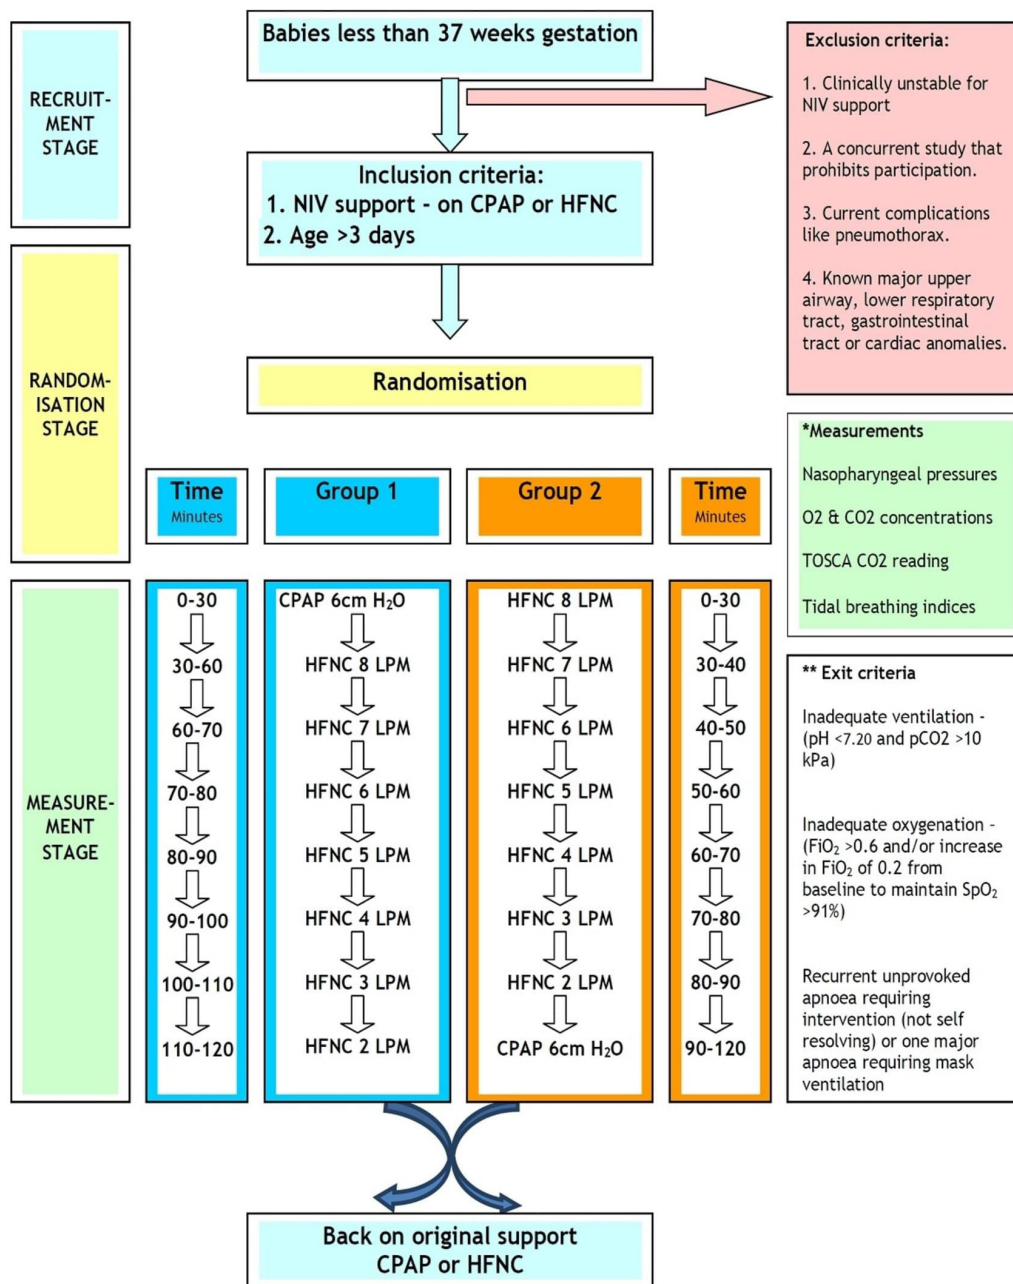 RECRUIT-
MENT
STAGE
Babies less than 37 weeks gestation
Inclusion criteria:
1. NIV support - on CPAP or HFNC
2. Age >3 days
Exclusion criteria:
1. Clinically unstable for
NIV support
2. A concurrent study that
prohibits participation.
3. Current complications
like pneumothorax.
4. Known major upper
airway, lower respiratory
tract, gastrointestinal
tract or cardiac anomalies.
RANDOM-
ISATION
STAGE
Randomisation
*Measurements
Nasopharyngeal pressures
O2 & CO2 concentrations
TOSCA CO2 reading
Tidal breathing indices
Time
Minutes
Group 1
Group 2
Time
Minutes
MEASURE-
MENT
STAGE
0-30 CPAP 6cm H₂O HFNC 8 LPM 0-30
30-60 HFNC 8 LPM HFNC 7 LPM 30-40
60-70 HFNC 7 LPM HFNC 6 LPM 40-50
70-80 HFNC 6 LPM HFNC 5 LPM 50-60
80-90 HFNC 5 LPM HFNC 4 LPM 60-70
90-100 HFNC 4 LPM HFNC 3 LPM 70-80
100-110 HFNC 3 LPM HFNC 2 LPM 80-90
110-120 HFNC 2 LPM CPAP 6cm H₂O 90-120
** Exit criteria
Inadequate ventilation -
(pH <7.20 and pCO2 >10
kPa)
Inadequate oxygenation -
(FiO₂ >0.6 and/or increase
in FiO₂ of 0.2 from
baseline to maintain SpO₂
>91%)
Recurrent unprovoked
apnoea requiring
intervention (not self
resolving) or one major
apnoea requiring mask
ventilation
Back on original support
CPAP or HFNC